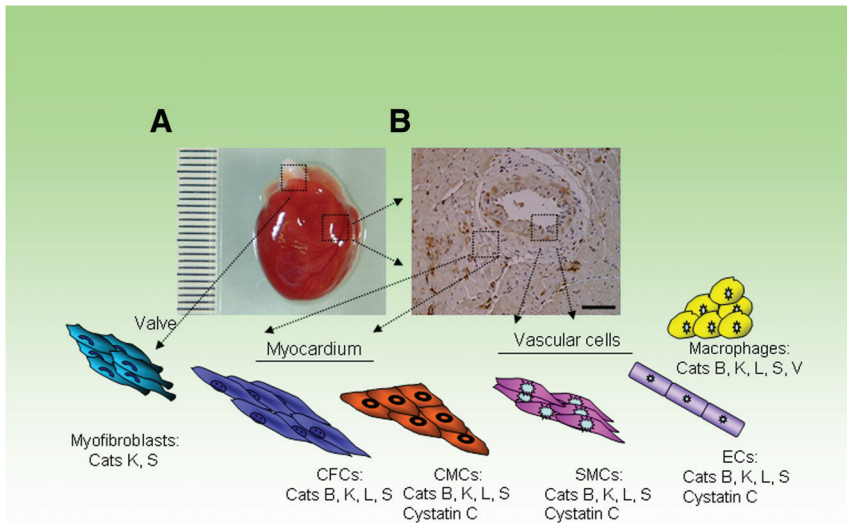 A
B
Valve
Myocardium
Vascular cells
Macrophages:
Cats B, K, L, S, V
Myofibroblasts:
Cats K, S
CFCs:
Cats B, K, L, S
CMCs:
Cats B, K, L, S
Cystatin C
SMCs:
Cats B, K, L, S
Cystatin C
ECs:
Cats B, K, L, S
Cystatin C